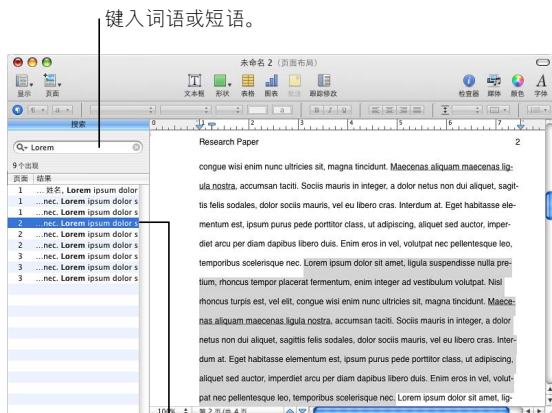 键入词语或短语。
未命名 2（页面布局）
显示 页面 文本框 形状 表格 图表 批注 跟踪修改 检查器 媒体 颜色 字体
¶ a B I U
搜索
0 1 2 3 4 5 6 7
Lorem
9 个出现
页面 结果
1 ... 姓名, Lorem ipsum dolor
1 ...nec. Lorem ipsum dolor s
1 ...nec. Lorem ipsum dolor s
2 ...nec. Lorem ipsum dolor s
2 ...nec. Lorem ipsum dolor s
2 ...nec. Lorem ipsum dolor s
3 ...nec. Lorem ipsum dolor s
3 ...nec. Lorem ipsum dolor s
3 ...nec. Lorem ipsum dolor s
Research Paper 2
congue wisi enim nunc ultricies sit, magna tincidunt. Maecenas aliquam maecenas lig-
ula nostra, accumsan taciti. Sociis mauris in integer, a dolor netus non dui aliquet, sagit-
tis felis sodales, dolor sociis mauris, vel eu libero cras. Interdum at. Eget habitasse ele-
mentum est, ipsum purus pede porttitor class, ut adipiscing, aliquet sed auctor, imper-
diet arcu per diam dapibus libero duis. Enim eros in vel, volutpat nec pellentesque leo,
temporibus scelerisque nec. Lorem ipsum dolor sit amet, ligula suspendisse nulla pre-
tium, rhoncus tempor placerat fermentum, enim integer ad vestibulum volutpat. Nisl
rhoncus turpis est, vel elit, congue wisi enim nunc ultricies sit, magna tincidunt. Maece-
nas aliquam maecenas ligula nostra, accumsan taciti. Sociis mauris in integer, a dolor
netus non dui aliquet, sagittis felis sodales, dolor sociis mauris, vel eu libero cras. Inter-
dum at. Eget habitasse elementum est, ipsum purus pede porttitor class, ut adipiscing,
aliquet sed auctor, imperdiet arcu per diam dapibus libero duis. Enim eros in vel, volut-
pat nec pellentesque leo, temporibus scelerisque nec. Lorem ipsum dolor sit amet, lig-
100% 第 2 页/共 4 页